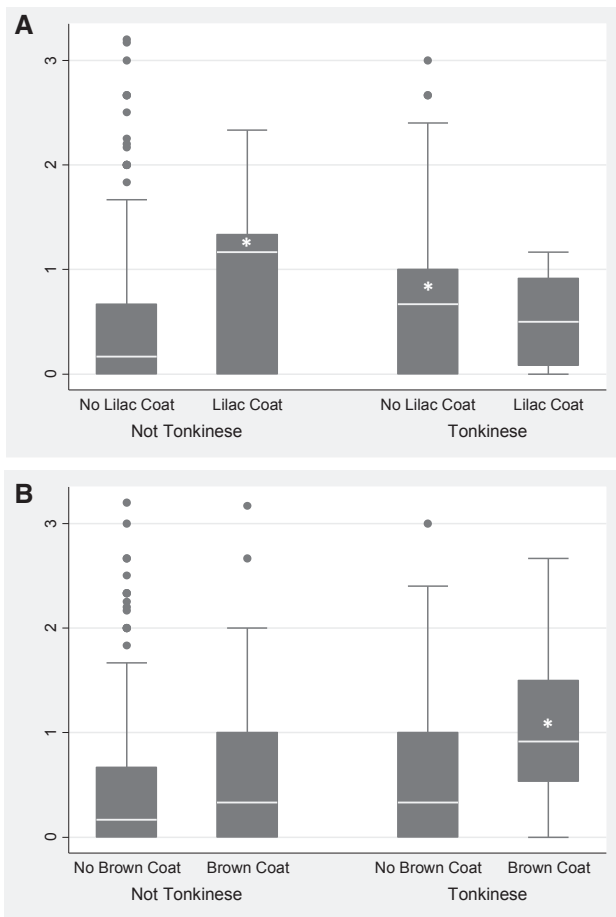 A
3
2
1
0
No Lilac Coat Lilac Coat No Lilac Coat Lilac Coat
Not Tonkinese Tonkinese
B
3
2
1
0
No Brown Coat Brown Coat No Brown Coat Brown Coat
Not Tonkinese Tonkinese